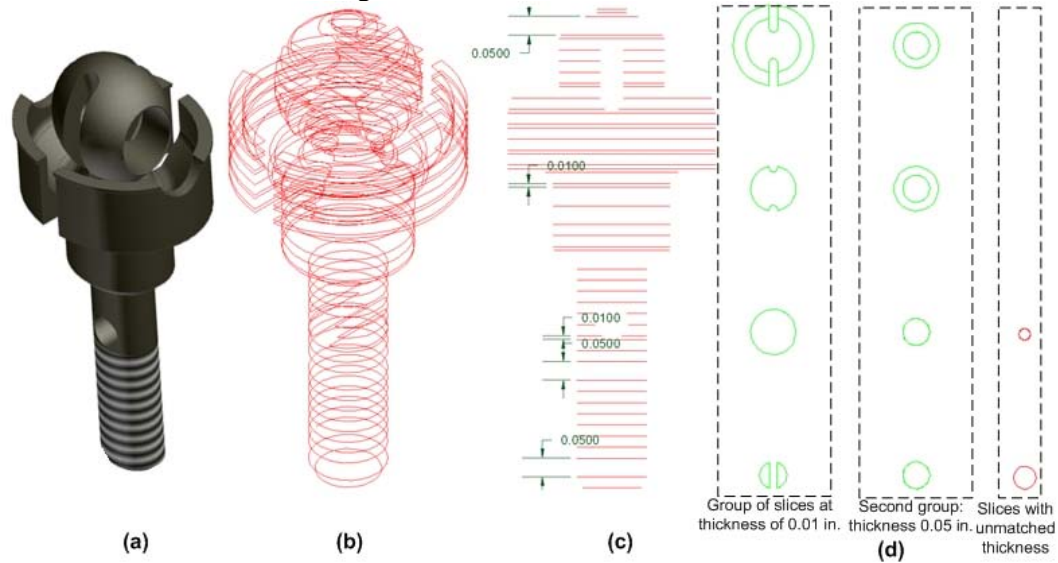 0.0500
0.0100
0.0100
0.0500
0.0500
Group of slices at
thickness of 0.01 in.
Second group:
thickness 0.05 in.
Slices with
unmatched
thickness
(a)
(b)
(c)
(d)